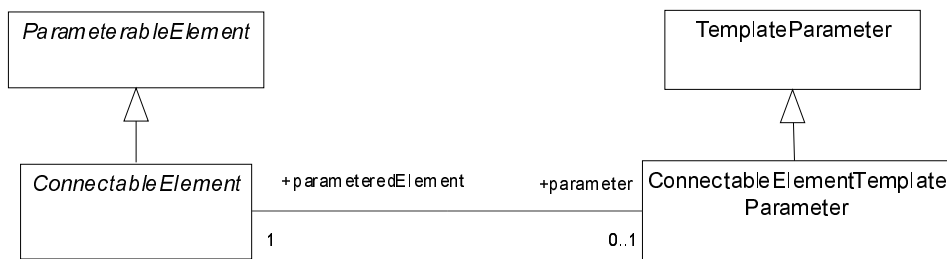 ParameterableElement
TemplateParameter
ConnectableElement
+parameteredElement
+parameter
ConnectableElementTemplate
Parameter
1
0..1